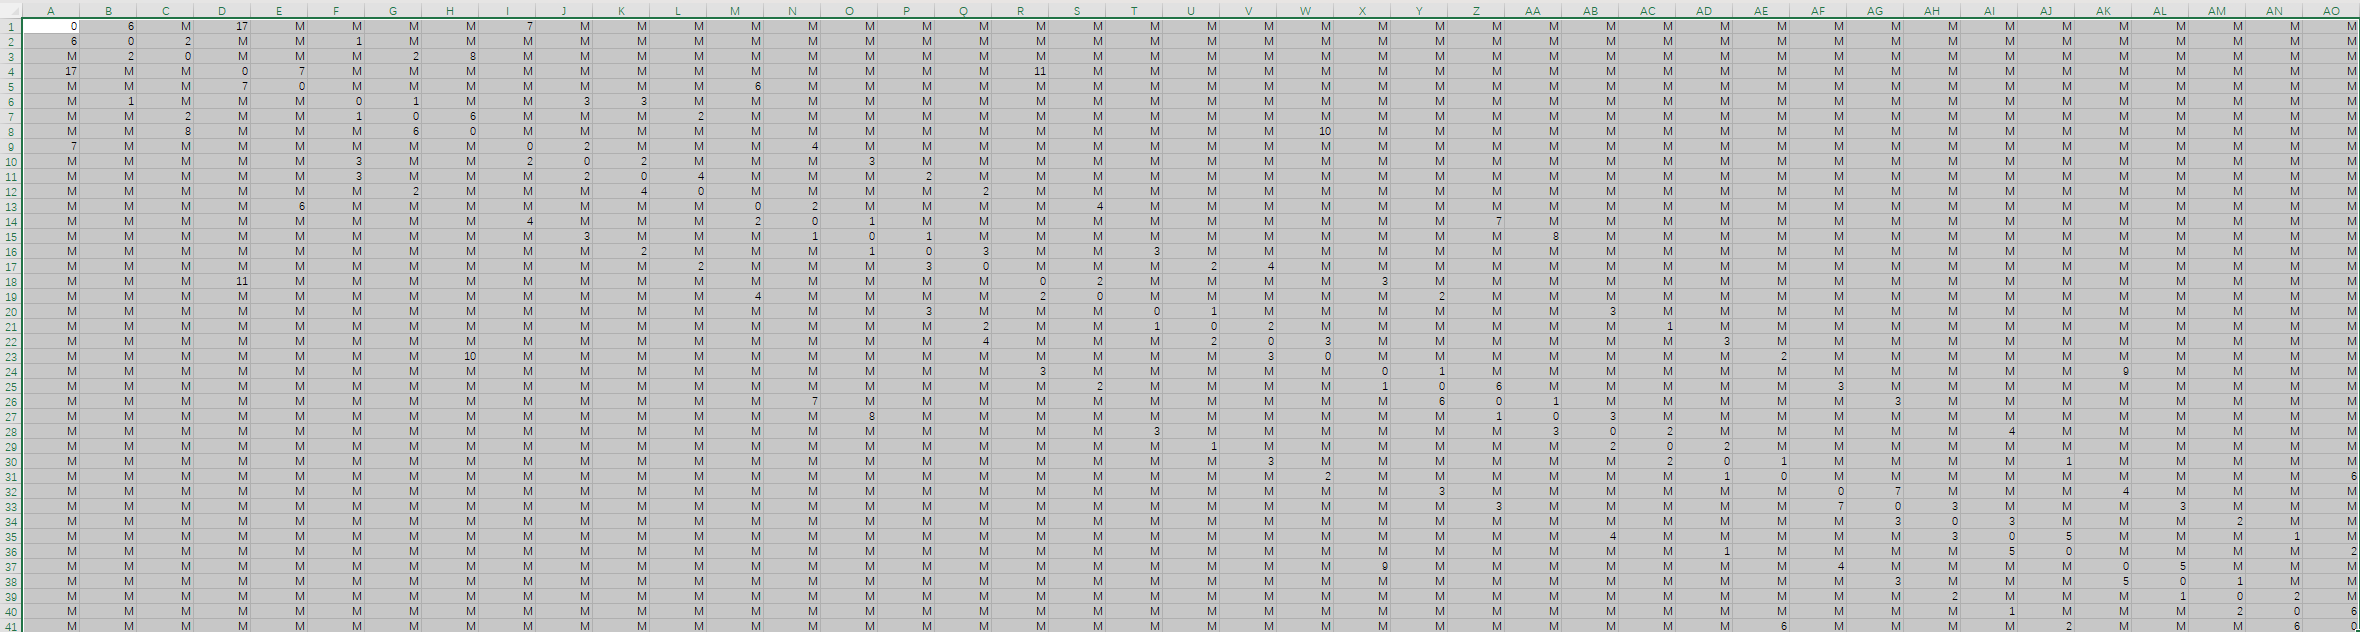 A B C D E F G H I J K L M N O P Q R S T U V W X Y Z AA AB AC AD AE AF AG AH AI AJ AK AL AM AN AO
1 0 6 M 17 M M M M 7 M M M M M M M M M M M M M M M M M M M M M M M M M M M M M M M M
2 6 0 2 M M 1 M M M M M M M M M M M M M M M M M M M M M M M M M M M M M M M M M M M
3 M 2 0 M M M 2 8 M M M M M M M M M M M M M M M M M M M M M M M M M M M M M M M M M
4 17 M M 0 7 M M M M M M M M M M M M 11 M M M M M M M M M M M M M M M M M M M M M M M
5 M M M 7 0 M M M M M M M 6 M M M M M M M M M M M M M M M M M M M M M M M M M M M M
6 M 1 M M M 0 1 M M 3 3 M M M M M M M M M M M M M M M M M M M M M M M M M M M M M M
7 M M 2 M M 1 0 6 M M M 2 M M M M M M M M M M M M M M M M M M M M M M M M M M M M M
8 M M 8 M M M 6 0 M M M M M M M M M M M M M M 10 M M M M M M M M M M M M M M M M M M
9 7 M M M M M M M 0 2 M M M 4 M M M M M M M M M M M M M M M M M M M M M M M M M M M
10 M M M M M 3 M M 2 0 2 M M M 3 M M M M M M M M M M M M M M M M M M M M M M M M M M
11 M M M M M 3 M M M 2 0 4 M M M 2 M M M M M M M M M M M M M M M M M M M M M M M M M
12 M M M M M M 2 M M M 4 0 M M M M 2 M M M M M M M M M M M M M M M M M M M M M M M M
13 M M M M 6 M M M M M M M 0 2 M M M M 4 M M M M M M M M M M M M M M M M M M M M M M
14 M M M M M M M M 4 M M M 2 0 1 M M M M M M M M M M 7 M M M M M M M M M M M M M M M
15 M M M M M M M M M 3 M M M 1 0 1 M M M M M M M M M M 8 M M M M M M M M M M M M M M
16 M M M M M M M M M M 2 M M M 1 0 3 M M 3 M M M M M M M M M M M M M M M M M M M M M
17 M M M M M M M M M M M 2 M M M 3 0 M M M 2 4 M M M M M M M M M M M M M M M M M M M
18 M M M 11 M M M M M M M M M M M M M 0 2 M M M M 3 M M M M M M M M M M M M M M M M M
19 M M M M M M M M M M M M 4 M M M M 2 0 M M M M M 2 M M M M M M M M M M M M M M M M
20 M M M M M M M M M M M M M M M 3 M M M 0 1 M M M M M M 3 M M M M M M M M M M M M M
21 M M M M M M M M M M M M M M M M 2 M M 1 0 2 M M M M M M 1 M M M M M M M M M M M M
22 M M M M M M M M M M M M M M M M 4 M M M 2 0 3 M M M M M M 3 M M M M M M M M M M M
23 M M M M M M M 10 M M M M M M M M M M M M M 3 0 M M M M M M M 2 M M M M M M M M M M
24 M M M M M M M M M M M M M M M M M 3 M M M M M 0 1 M M M M M M M M M M M 9 M M M M
25 M M M M M M M M M M M M M M M M M M 2 M M M M 1 0 6 M M M M M 3 M M M M M M M M M
26 M M M M M M M M M M M M M 7 M M M M M M M M M M 6 0 1 M M M M M 3 M M M M M M M M
27 M M M M M M M M M M M M M M 8 M M M M M M M M M M 1 0 3 M M M M M M M M M M M M M
28 M M M M M M M M M M M M M M M M M M M 3 M M M M M M 3 0 2 M M M M M 4 M M M M M M
29 M M M M M M M M M M M M M M M M M M M M 1 M M M M M M 2 0 2 M M M M M M M M M M M
30 M M M M M M M M M M M M M M M M M M M M M 3 M M M M M M 2 0 1 M M M M 1 M M M M M
31 M M M M M M M M M M M M M M M M M M M M M M 2 M M M M M M 1 0 M M M M M M M M M 6
32 M M M M M M M M M M M M M M M M M M M M M M M M 3 M M M M M M 0 7 M M M 4 M M M M
33 M M M M M M M M M M M M M M M M M M M M M M M M M 3 M M M M M 7 0 3 M M M 3 M M M
34 M M M M M M M M M M M M M M M M M M M M M M M M M M M M M M M M 3 0 3 M M M 2 M M
35 M M M M M M M M M M M M M M M M M M M M M M M M M M M 4 M M M M M 3 0 5 M M M 1 M
36 M M M M M M M M M M M M M M M M M M M M M M M M M M M M M 1 M M M M 5 0 M M M M 2
37 M M M M M M M M M M M M M M M M M M M M M M M 9 M M M M M M M 4 M M M M 0 5 M M M
38 M M M M M M M M M M M M M M M M M M M M M M M M M M M M M M M M 3 M M M 5 0 1 M M
39 M M M M M M M M M M M M M M M M M M M M M M M M M M M M M M M M M 2 M M M 1 0 2 M
40 M M M M M M M M M M M M M M M M M M M M M M M M M M M M M M M M M M 1 M M M 2 0 6
41 M M M M M M M M M M M M M M M M M M M M M M M M M M M M M M 6 M M M M 2 M M M 6 0